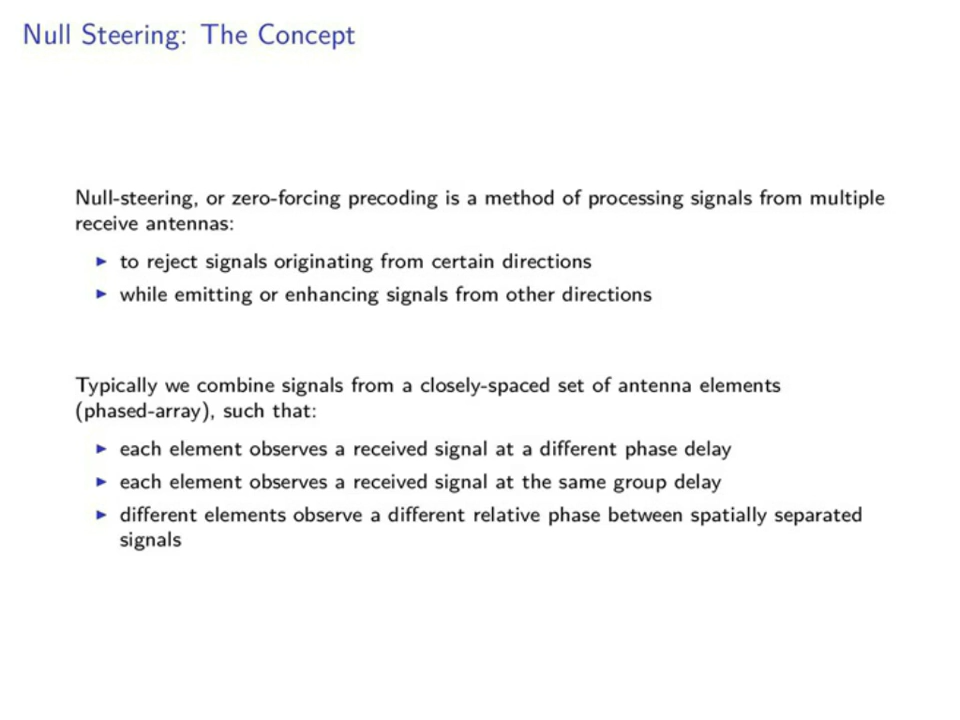 Null Steering: The Concept
Null-steering, or zero-forcing precoding is a method of processing signals from multiple
receive antennas:
to reject signals originating from certain directions
while emitting or enhancing signals from other directions
Typically we combine signals from a closely-spaced set of antenna elements
(phased-array), such that:
each element observes a received signal at a different phase delay
each element observes a received signal at the same group delay
different elements observe a different relative phase between spatially separated
signals